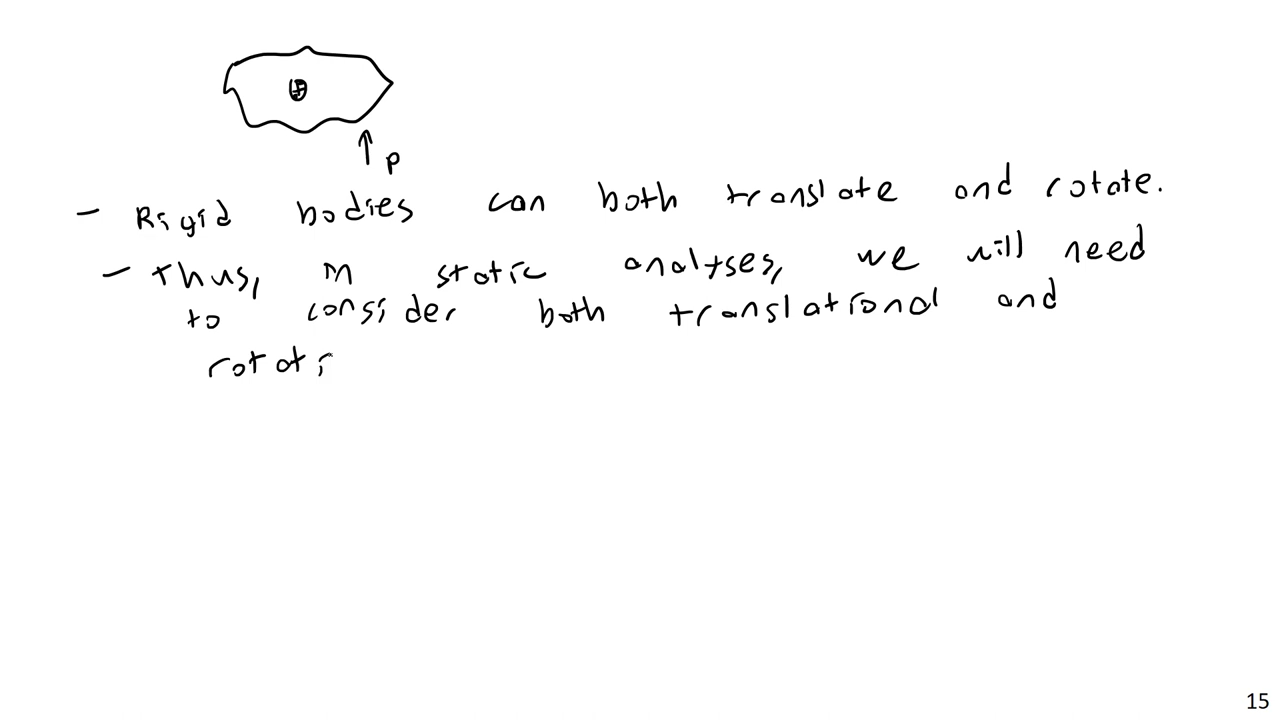 P
- Rigid bodies can both translate and rotate.
- Thus, in static analyses, we will need
to consider both translational and
rotati
15